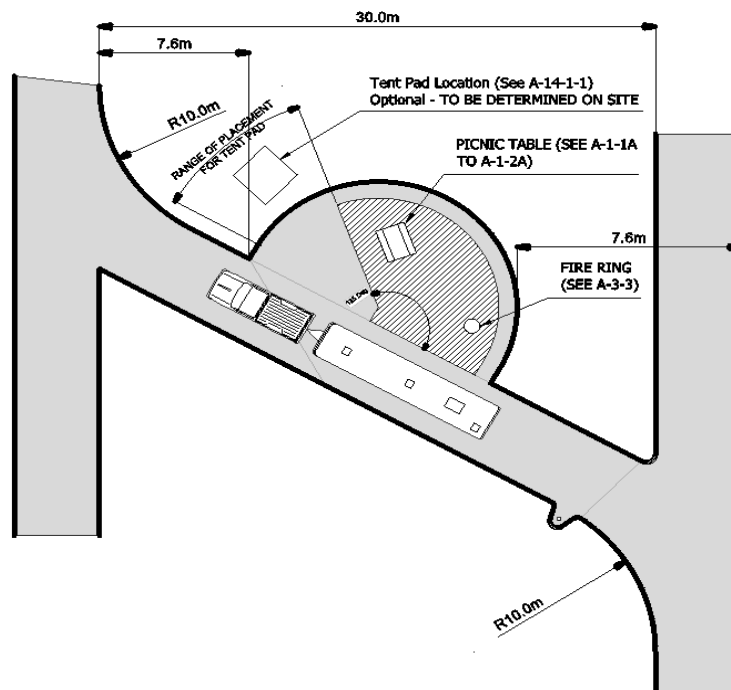 30.0m
7.6m
Tent Pad Location (See A-14-1-1)
Optional - TO BE DETERMINED ON SITE
R10.0m
RANGE OF PLACEMENT
FOR TENT PAD
PICNIC TABLE (SEE A-1-1A
TO A-1-2A)
7.6m
FIRE RING
(SEE A-3-3)
R10.0m